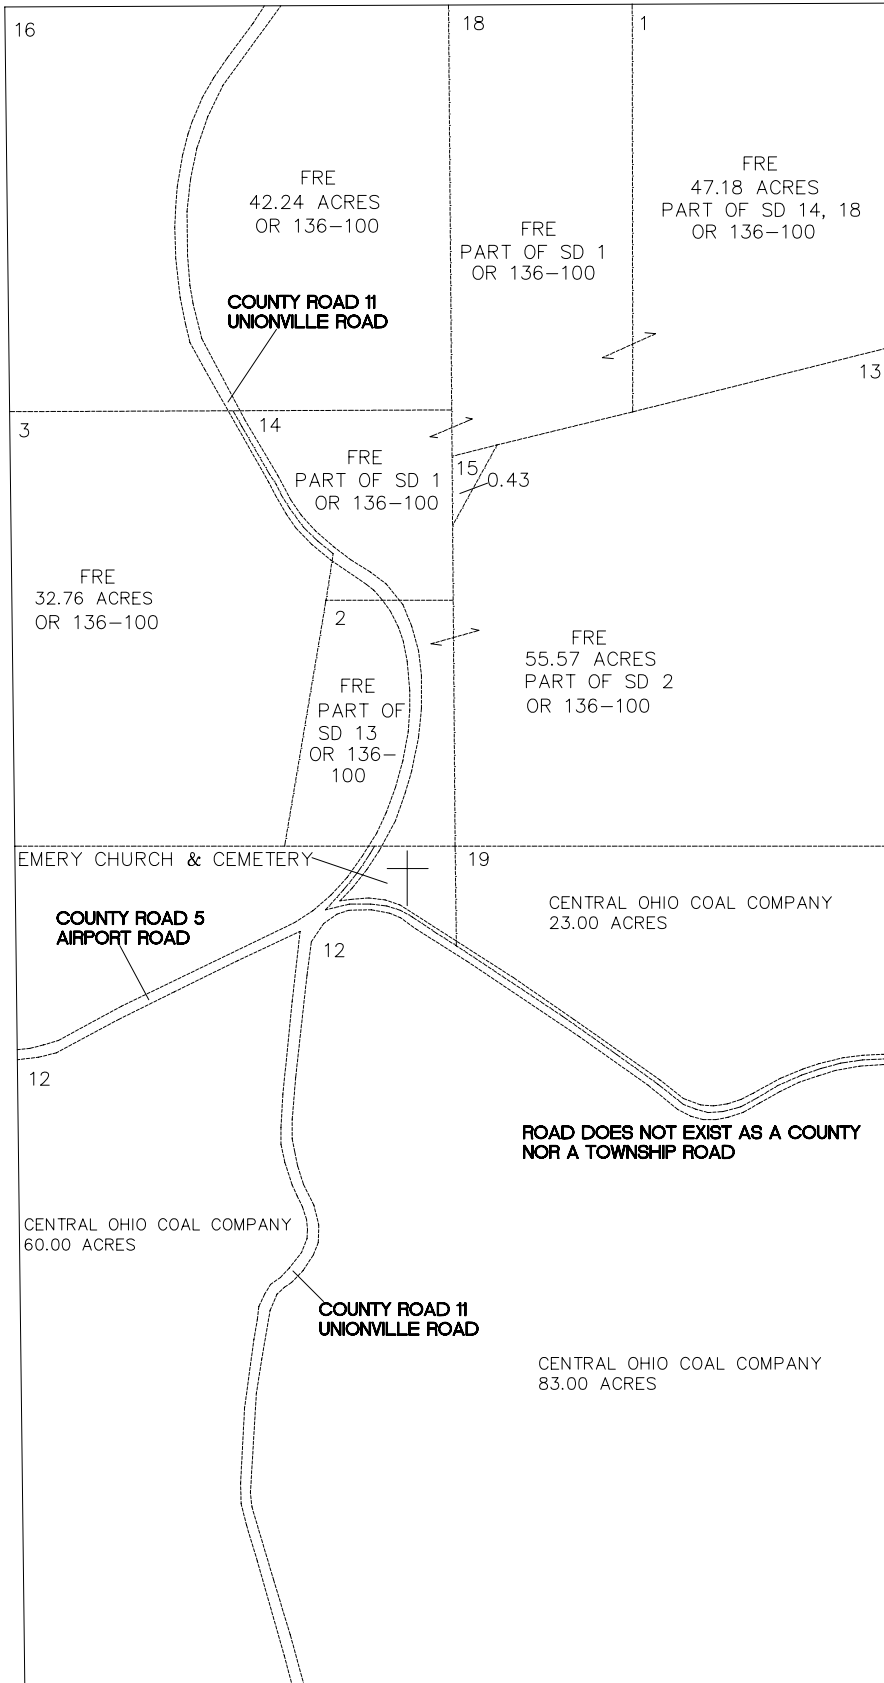 16
18
1
FRE
42.24 ACRES
OR 136-100
FRE
PART OF SD 1
OR 136-100
FRE
47.18 ACRES
PART OF SD 14, 18
OR 136-100
COUNTY ROAD 11
UNIONVILLE ROAD
13
3
14
FRE
PART OF SD 1
OR 136-100
15
0.43
FRE
32.76 ACRES
OR 136-100
2
FRE
PART OF
SD 13
OR 136-
100
FRE
55.57 ACRES
PART OF SD 2
OR 136-100
EMERY CHURCH & CEMETERY
19
COUNTY ROAD 5
AIRPORT ROAD
12
CENTRAL OHIO COAL COMPANY
23.00 ACRES
12
ROAD DOES NOT EXIST AS A COUNTY
NOR A TOWNSHIP ROAD
CENTRAL OHIO COAL COMPANY
60.00 ACRES
COUNTY ROAD 11
UNIONVILLE ROAD
CENTRAL OHIO COAL COMPANY
83.00 ACRES